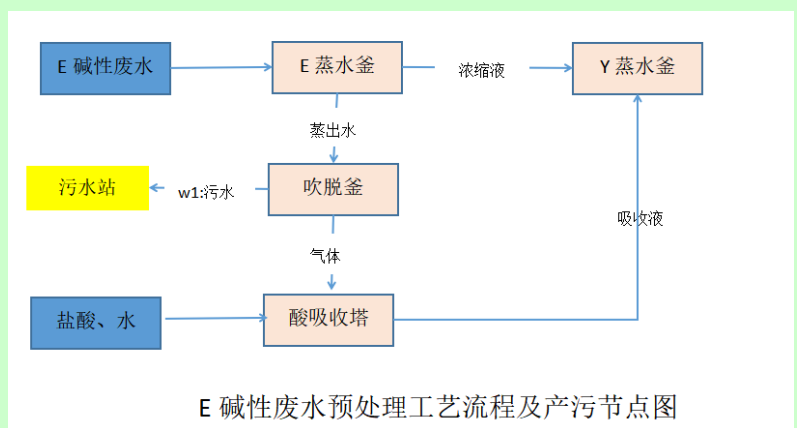 E 碱性废水
E 蒸水釜
浓缩液
Y 蒸水釜
蒸出水
污水站
w1:污水
吹脱釜
吸收液
气体
盐酸、水
酸吸收塔
E 碱性废水预处理工艺流程及产污节点图